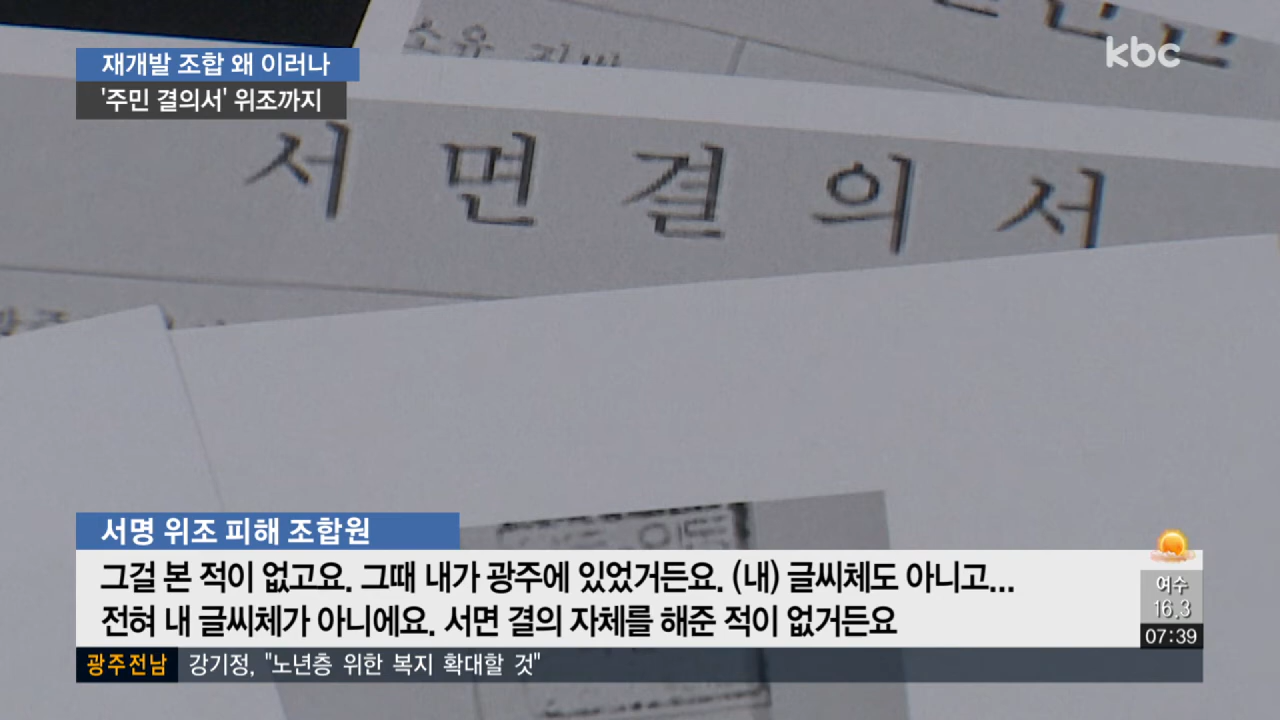 재개발 조합 왜 이러나
'주민 결의서' 위조까지
kbc
서면결의서
서명 위조 피해 조합원
그걸 본 적이 없고요. 그때 내가 광주에 있었거든요. (내) 글씨체도 아니고...
전혀 내 글씨체가 아니에요. 서면 결의 자체를 해준 적이 없거든요
여수
16.3
07:39
광주전남 강기정, "노년층 위한 복지 확대할 것"